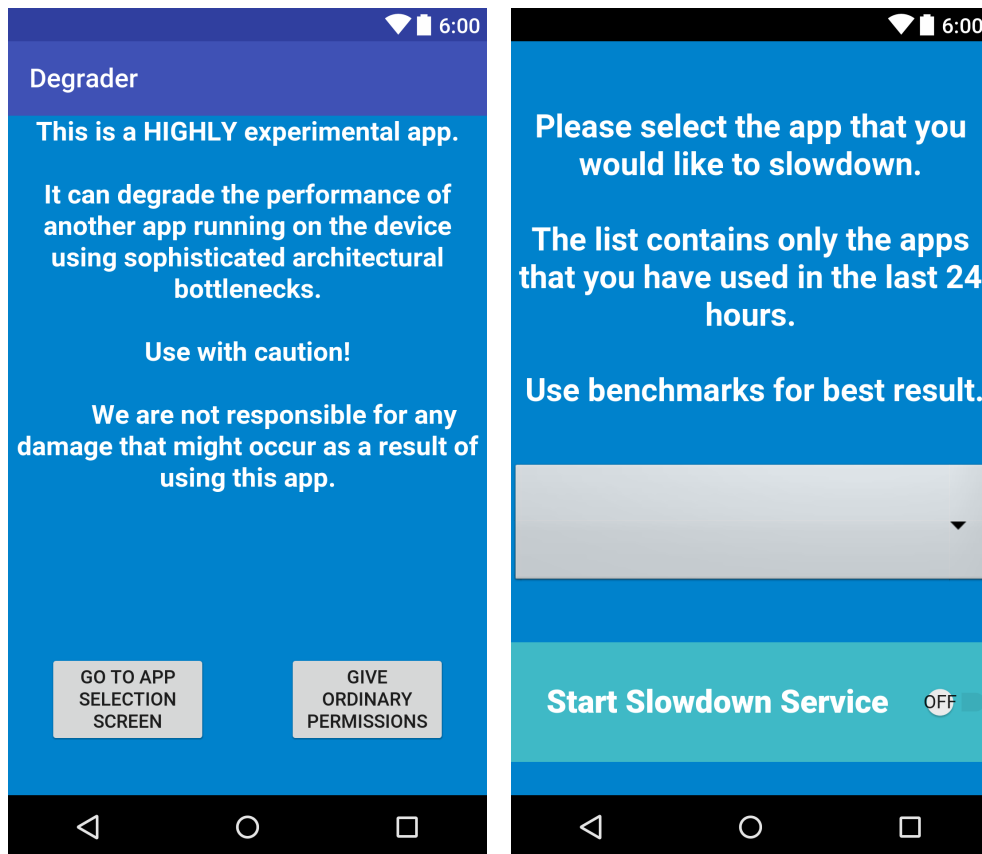 6:00
Degrader
This is a HIGHLY experimental app.
It can degrade the performance of
another app running on the device
using sophisticated architectural
bottlenecks.
Use with caution!
We are not responsible for any
damage that might occur as a result of
using this app.
GO TO APP
SELECTION
SCREEN
GIVE
ORDINARY
PERMISSIONS
6:00
Please select the app that you
would like to slowdown.
The list contains only the apps
that you have used in the last 24
hours.
Use benchmarks for best result.
Start Slowdown Service
OFF